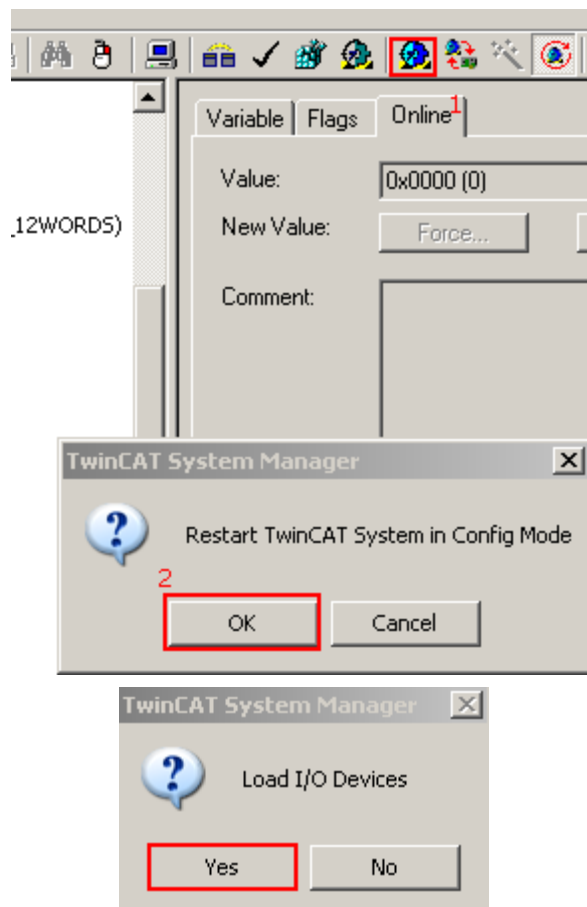 Variable Flags Online 1
Value: 0x0000 (0)
_12WORDS) New Value: Force...
Comment:
TwinCAT System Manager
Restart TwinCAT System in Config Mode
2
OK Cancel
TwinCAT System Manager
Load I/O Devices
Yes No